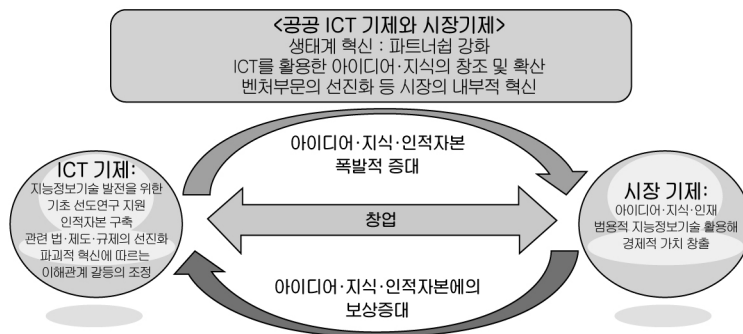 <공공 ICT 기제와 시장기제>
생태계 혁신 : 파트너쉽 강화
ICT를 활용한 아이디어·지식의 창조 및 확산
벤처부문의 선진화 등 시장의 내부적 혁신
아이디어·지식·인적자본
폭발적 증대
ICT 기제:
지능정보기술 발전을 위한
기초 선도연구 지원
인적자본 구축
관련 법·제도·규제의 선진화
파괴적 혁신에 따르는
이해관계 갈등의 조정
창업
시장 기제:
아이디어·지식·인재
범용적 지능정보기술 활용해
경제적 가치 창출
아이디어·지식·인적자본에의
보상증대